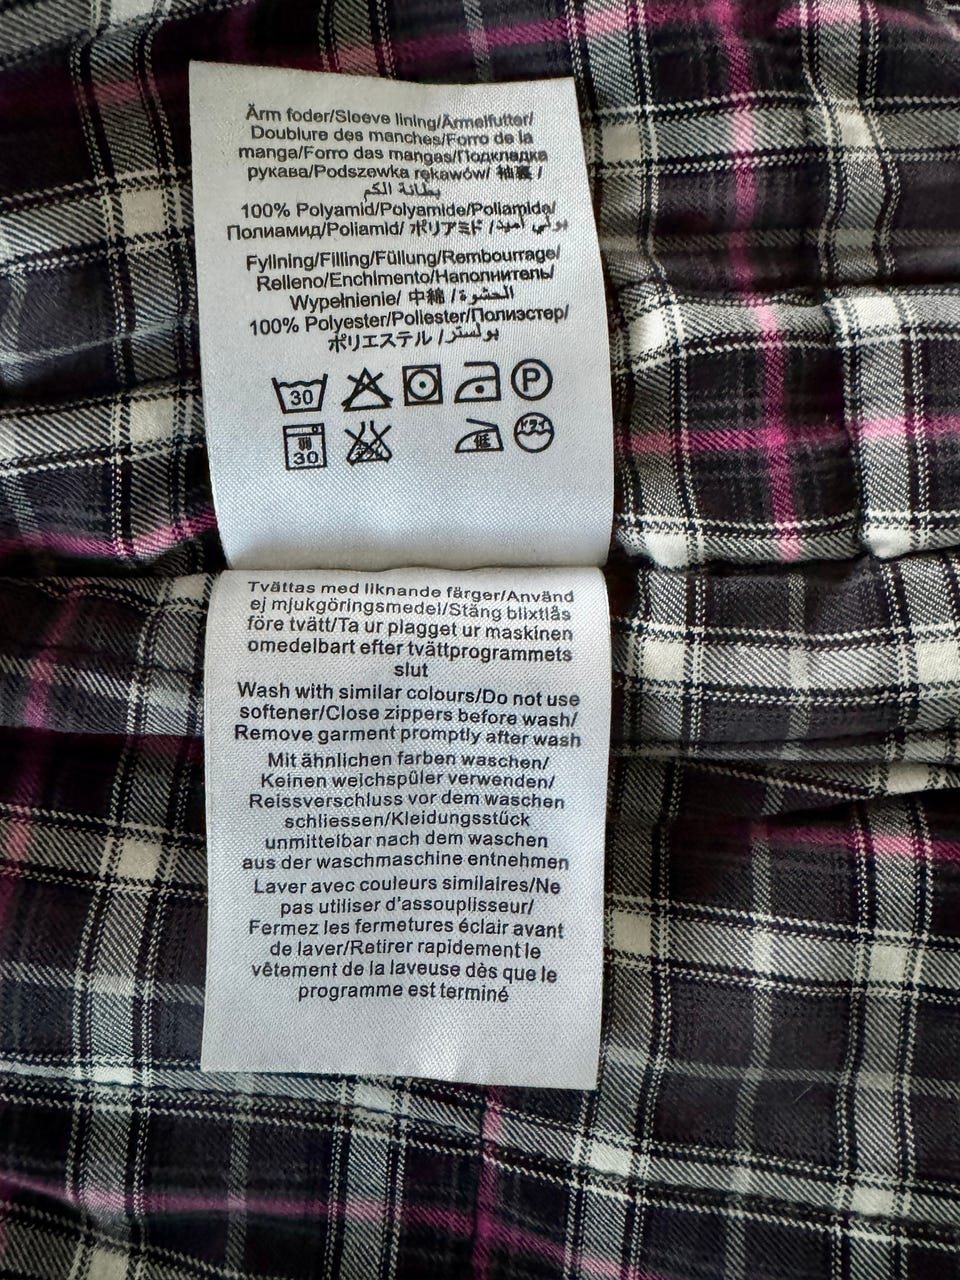 Ärm foder/Sleeve lining/Ärmelfutter/
Doublure des manches/Forro de la
manga/Forro das mangas/Подкладка
рукава/Podszewka rękawów/ 袖裏 /
بطانة الكم
100% Polyamid/Polyamide/Poliamida/
Полиамид/Poliamid/ ポリアミド /بولي أميد
Fyllning/Filling/Füllung/Rembourrage/
Relleno/Enchimento/Наполнитель/
Wypełnienie/ 中綿 /الحشوة
100% Polyester/Poliester/Полиэстер/
ポリエステル /بولستر
30 P
弱 30 低 ドライ
Tvättas med liknande färger/Använd
ej mjukgöringsmedel/Stäng blixtlås
före tvätt/Ta ur plagget ur maskinen
omedelbart efter tvättprogrammets
slut
Wash with similar colours/Do not use
softener/Close zippers before wash/
Remove garment promptly after wash
Mit ähnlichen farben waschen/
Keinen weichspüler verwenden/
Reissverschluss vor dem waschen
schliessen/Kleidungsstück
unmittelbar nach dem waschen
aus der waschmaschine entnehmen
Laver avec couleurs similaires/Ne
pas utiliser d'assouplisseur/
Fermez les fermetures éclair avant
de laver/Retirer rapidement le
vêtement de la laveuse dès que le
programme est terminé